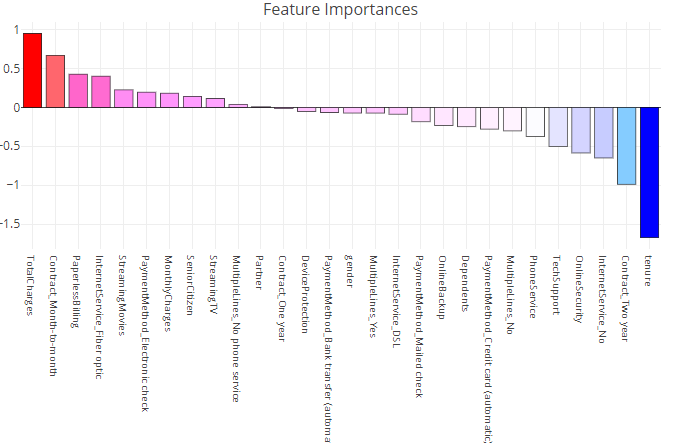 Feature Importances
1
0.5
0
−0.5
−1
−1.5
TotalCharges
Contract_Month-to-month
PaperlessBilling
InternetService_Fiber optic
StreamingMovies
PaymentMethod_Electronic check
MonthlyCharges
SeniorCitizen
StreamingTV
MultipleLines_No phone service
Partner
Contract_One year
DeviceProtection
PaymentMethod_Bank transfer (automa
gender
MultipleLines_Yes
InternetService_DSL
PaymentMethod_Mailed check
OnlineBackup
Dependents
PaymentMethod_Credit card (automatic)
MultipleLines_No
PhoneService
TechSupport
OnlineSecurity
InternetService_No
Contract_Two year
tenure